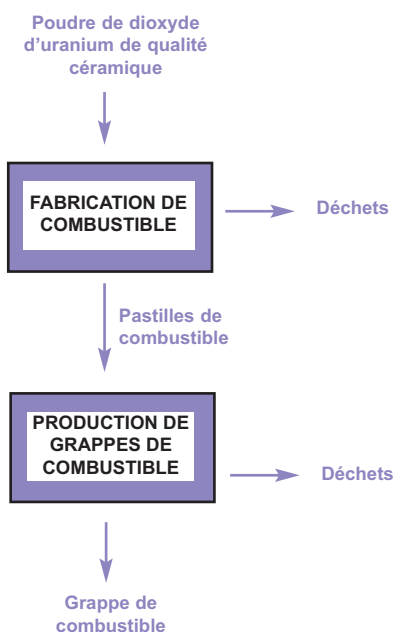 Poudre de dioxyde
d'uranium de qualité
céramique
FABRICATION DE
COMBUSTIBLE
Déchets
Pastilles de
combustible
PRODUCTION DE
GRAPPES DE
COMBUSTIBLE
Déchets
Grappe de
combustible